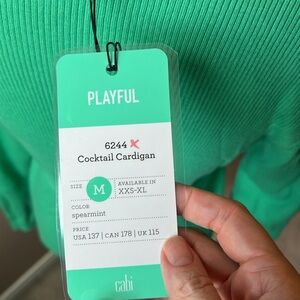 PLAYFUL
6244
Cocktail Cardigan
SIZE M AVAILABLE IN
XXS-XL
COLOR
spearmint
PRICE
USA 137 | CAN 178 | UK 115
cabi